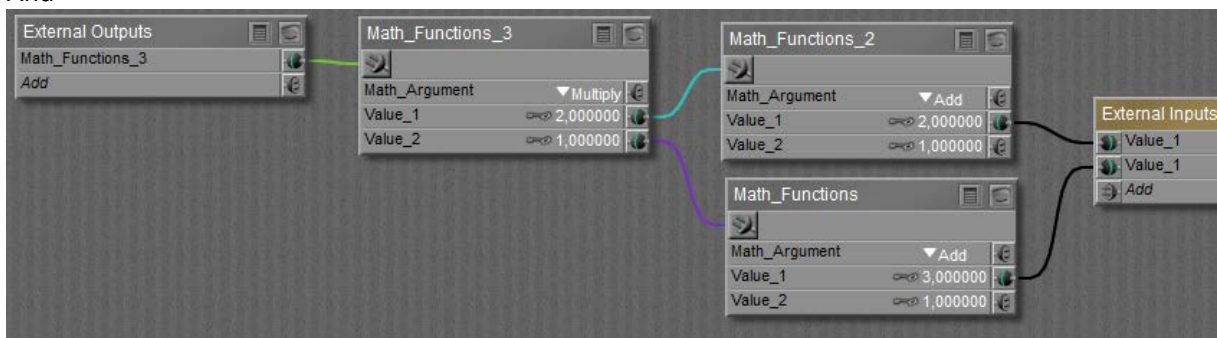 External Outputs
Math_Functions_3
Add
Math_Functions_3
Math_Argument Multiply
Value_1 2,000000
Value_2 1,000000
Math_Functions_2
Math_Argument Add
Value_1 2,000000
Value_2 1,000000
Math_Functions
Math_Argument Add
Value_1 3,000000
Value_2 1,000000
External Inputs
Value_1
Value_1
Add